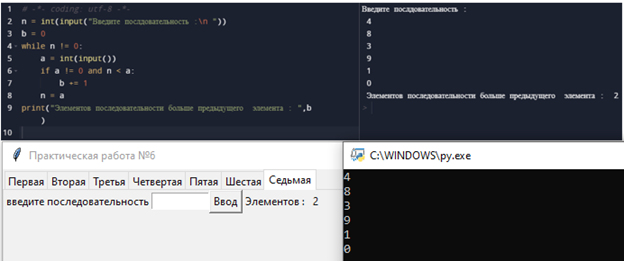 1 # -*- coding: utf-8 -*-
2 n = int(input("Введите послдовательность :\n "))
3 b = 0
4 while n != 0:
5 a = int(input())
6 if a != 0 and n < a:
7 b += 1
8 n = a
9 print("Элементов последовательности больше предыдущего элемента : ",b
)
10
Введите послдовательность :
4
8
3
9
1
0
Элементов последовательности больше предыдущего элемента : 2
>
Практическая работа №6
Первая Вторая Третья Четвертая Пятая Шестая Седьмая
введите последовательность Ввод Элементов : 2
C:\WINDOWS\py.exe
4
8
3
9
1
0